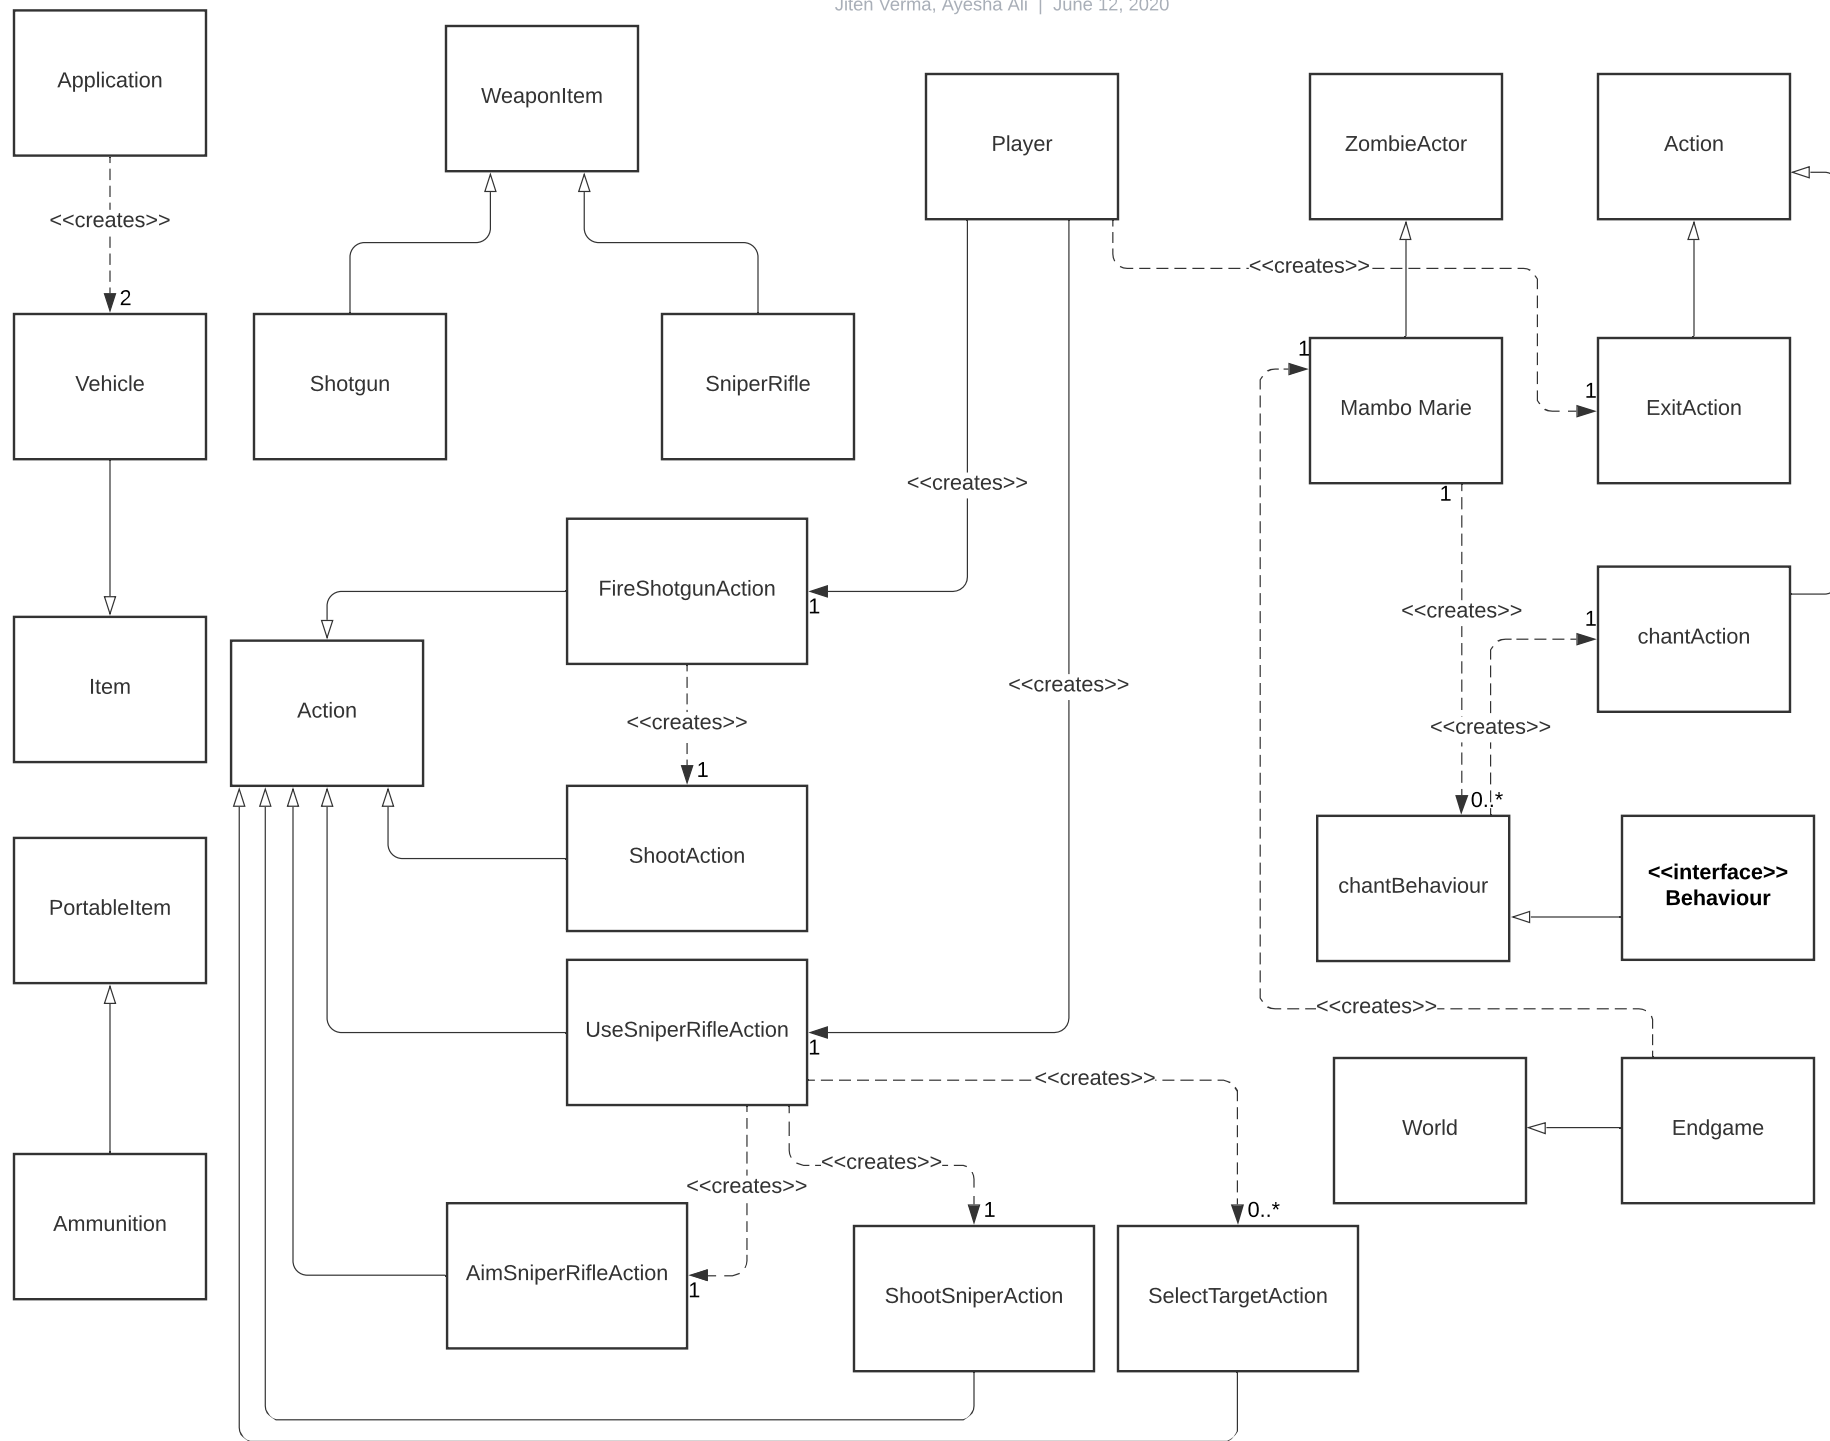 Jiten Verma, Ayesha Ali | June 12, 2020
Application
WeaponItem
Player
ZombieActor
Action
<<creates>>
<<creates>>
2
Vehicle
Shotgun
SniperRifle
1
Mambo Marie
1
ExitAction
<<creates>>
1
FireShotgunAction
1
<<creates>>
1
chantAction
Item
Action
<<creates>>
<<creates>>
<<creates>>
1
0..*
PortableItem
ShootAction
chantBehaviour
<<interface>>
Behaviour
UseSniperRifleAction
1
<<creates>>
<<creates>>
World
Endgame
<<creates>>
<<creates>>
Ammunition
1
0..*
AimSniperRifleAction
1
ShootSniperAction
SelectTargetAction